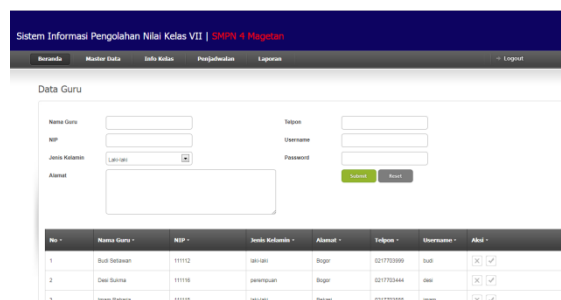 Sistem Informasi Pengolahan Nilai Kelas VII | SMPN 4 Magetan
Beranda Master Data Info Kelas Penjadwalan Laporan Logout
Data Guru
Nama Guru Telpon
NIP Username
Jenis Kelamin Laki-laki Password
Alamat Submit Reset
No Nama Guru NIP Jenis Kelamin Alamat Telpon Username Aksi
1 Budi Setiawan 111112 laki-laki Bogor 0217703999 budi
2 Desi Sukma 111116 perempuan Bogor 0217703444 desi